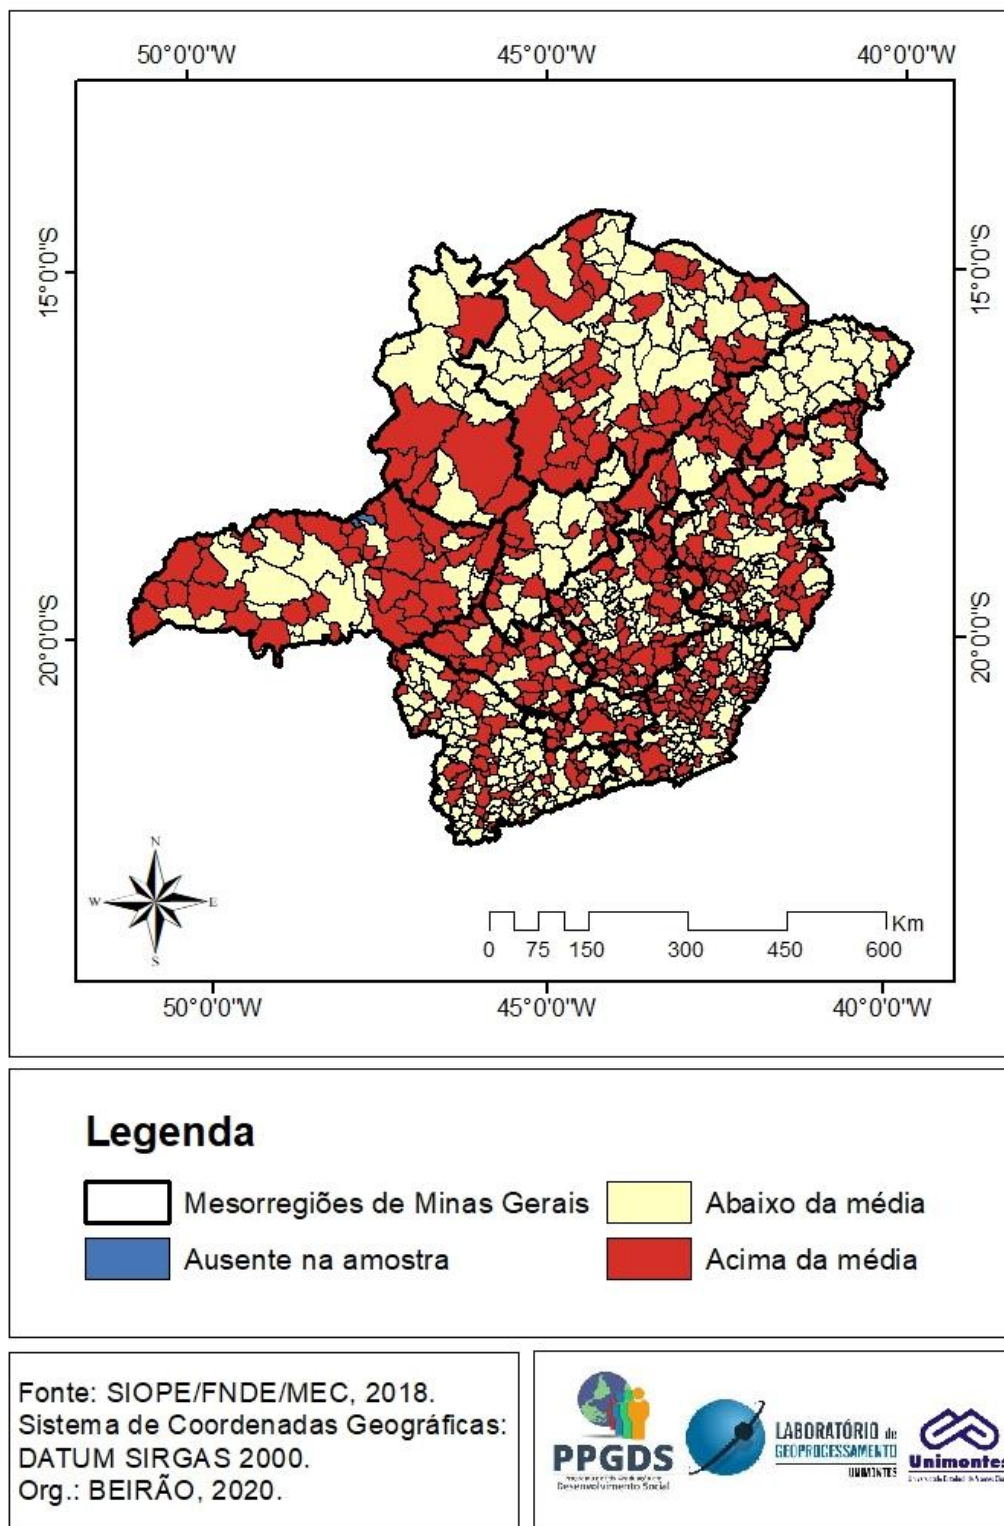 50°0'0"W 45°0'0"W 40°0'0"W
15°0'0"S 15°0'0"S
20°0'0"S 20°0'0"S
N
W E
S
Km
0 75 150 300 450 600
50°0'0"W 45°0'0"W 40°0'0"W
Legenda
Mesorregiões de Minas Gerais Abaixo da média
Ausente na amostra Acima da média
Fonte: SIOPE/FNDE/MEC, 2018.
Sistema de Coordenadas Geográficas:
DATUM SIRGAS 2000.
Org.: BEIRÃO, 2020.
PPGDS
Desenvolvimento Social
LABORATÓRIO de
GEOPROCESSAMENTO
UNIMONTES
Unimontes